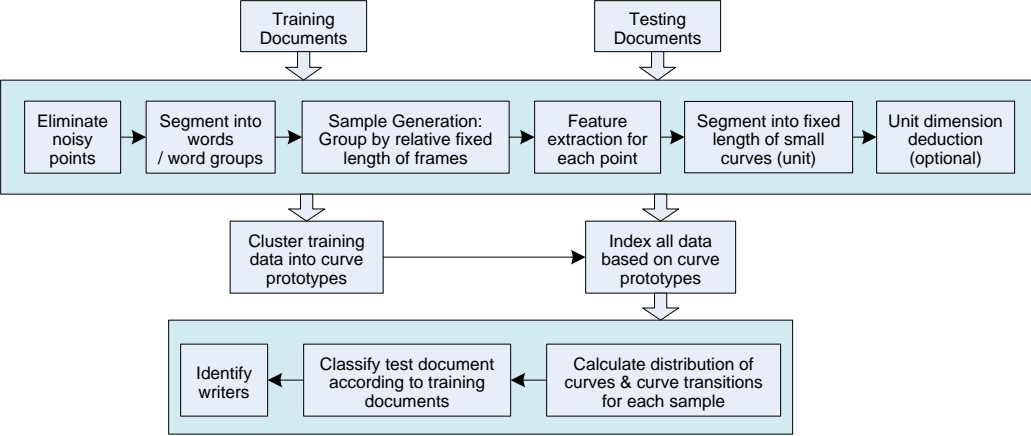 Training
Documents
Testing
Documents
Eliminate
noisy
points
Segment into
words
/ word groups
Sample Generation:
Group by relative fixed
length of frames
Feature
extraction for
each point
Segment into fixed
length of small
curves (unit)
Unit dimension
deduction
(optional)
Cluster training
data into curve
prototypes
Index all data
based on curve
prototypes
Identify
writers
Classify test document
according to training
documents
Calculate distribution of
curves & curve transitions
for each sample